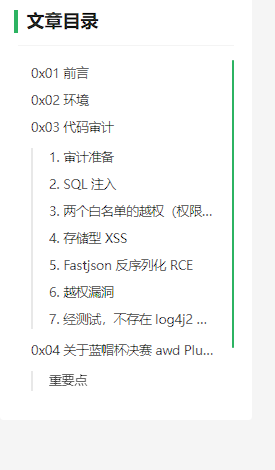 文章目录
0x01 前言
0x02 环境
0x03 代码审计
1. 审计准备
2. SQL 注入
3. 两个白名单的越权（权限...
4. 存储型 XSS
5. Fastjson 反序列化 RCE
6. 越权漏洞
7. 经测试，不存在 log4j2 ...
0x04 关于蓝帽杯决赛 awd Plu...
重要点